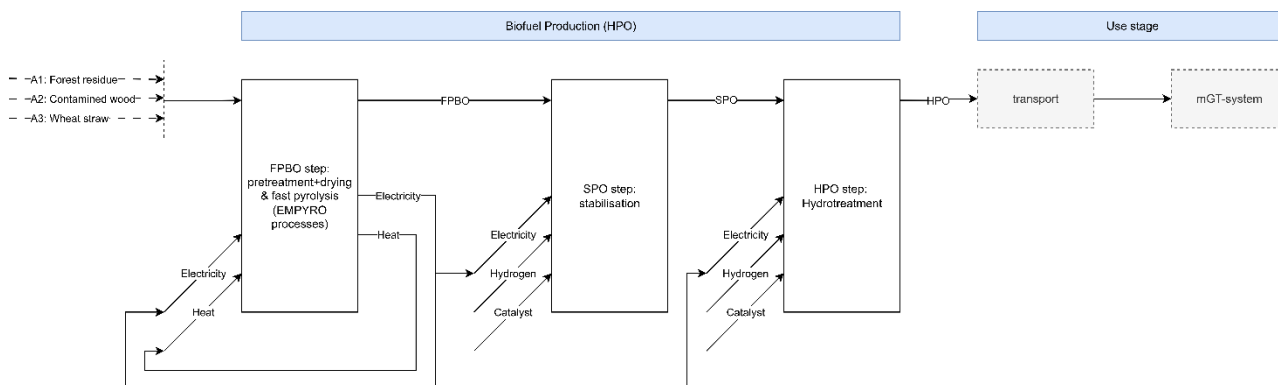 Biofuel Production (HPO)
Use stage
A1: Forest residue
A2: Contamined wood
A3: Wheat straw
FPBO
SPO
HPO
transport
mGT-system
FPBO step:
pretreatment+drying
& fast pyrolysis
(EMPYRO
processes)
Electricity
Heat
SPO step:
stabilisation
HPO step:
Hydrotreatment
Electricity
Heat
Electricity
Hydrogen
Catalyst
Electricity
Hydrogen
Catalyst